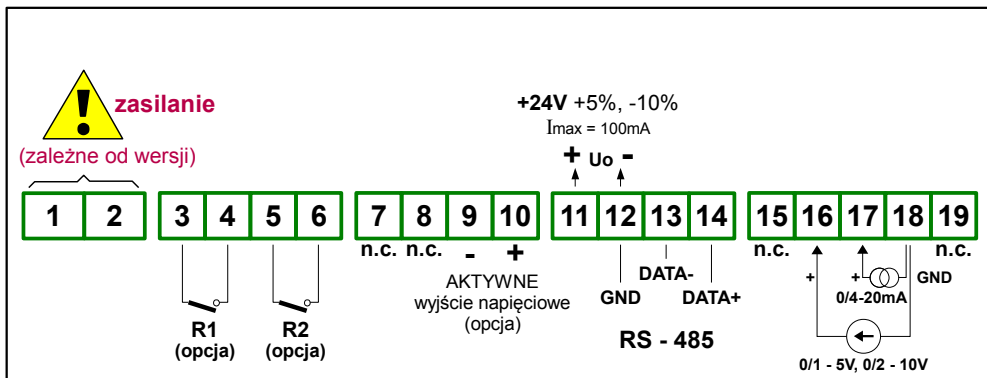 zasilanie
(zależne od wersji)
+24V +5%, -10%
Imax = 100mA
+ Uo -
1 2 3 4 5 6 7 8 9 10 11 12 13 14 15 16 17 18 19
n.c. n.c. - + n.c. n.c.
AKTYWNE
wyjście napięciowe
(opcja)
R1
(opcja)
R2
(opcja)
GND
DATA-
DATA+
RS - 485
+ +
0/4-20mA
GND
0/1 - 5V, 0/2 - 10V